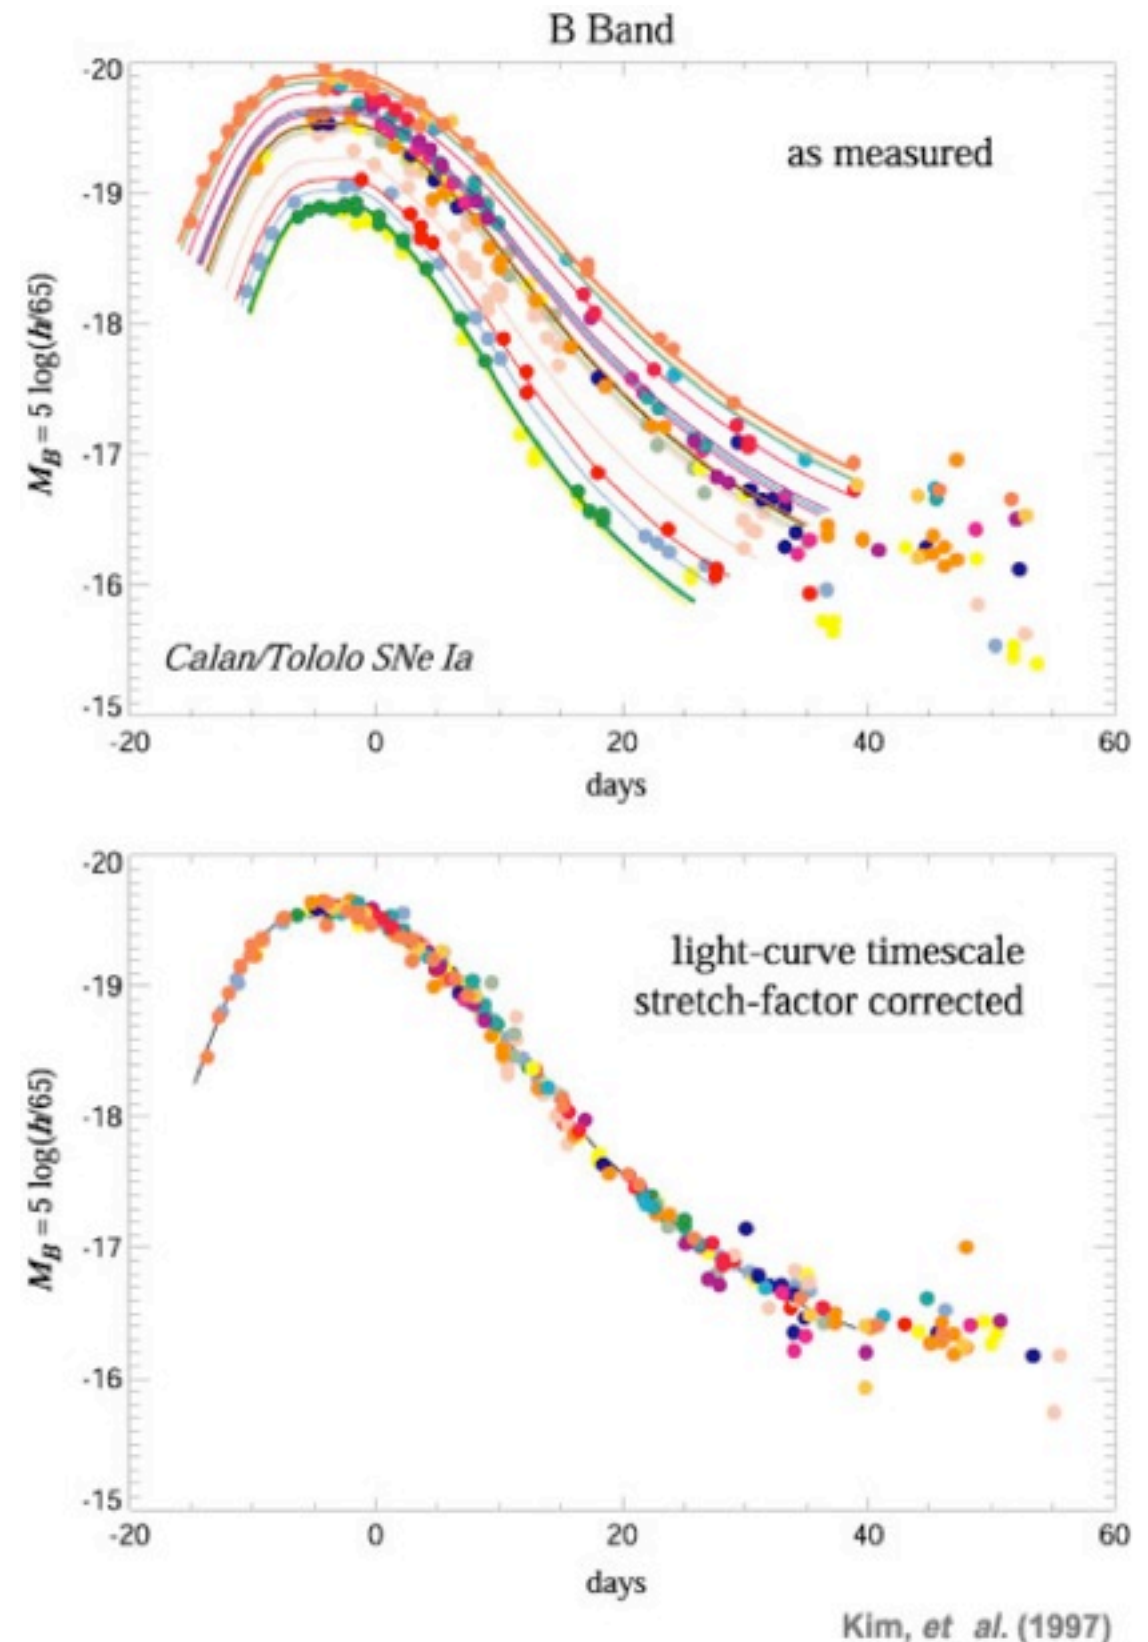 B Band
-20
-19
-18
-17
-16
-15
M_B = 5 log(h/65)
as measured
Calan/Tololo SNe Ia
-20 0 20 40 60
days
-20
-19
-18
-17
-16
-15
M_B = 5 log(h/65)
light-curve timescale
stretch-factor corrected
-20 0 20 40 60
days
Kim, et al. (1997)